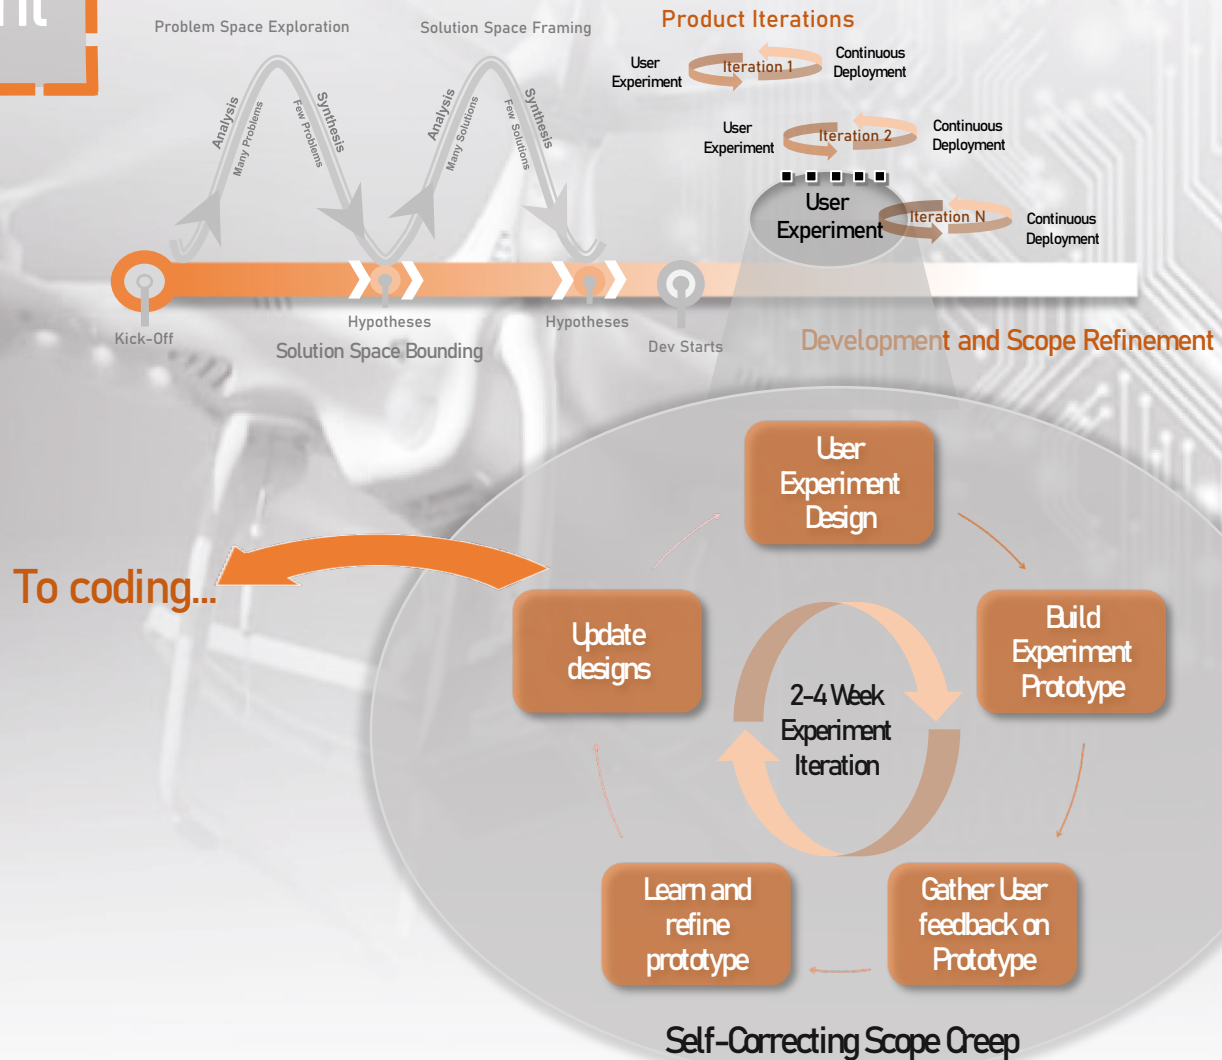 Problem Space Exploration
Solution Space Framing
Product Iterations
Analysis
Many Problems
Synthesis
Few Problems
Analysis
Many Solutions
Synthesis
Few Solutions
User
Experiment
Iteration 1
Continuous
Deployment
User
Experiment
Iteration 2
Continuous
Deployment
User
Experiment
Iteration N
Continuous
Deployment
Kick-Off
Hypotheses
Hypotheses
Solution Space Bounding
Dev Starts
Development and Scope Refinement
User
Experiment
Design
To coding...
Update
designs
Build
Experiment
Prototype
2-4 Week
Experiment
Iteration
Learn and
refine
prototype
Gather User
feedback on
Prototype
Self-Correcting Scope Creep